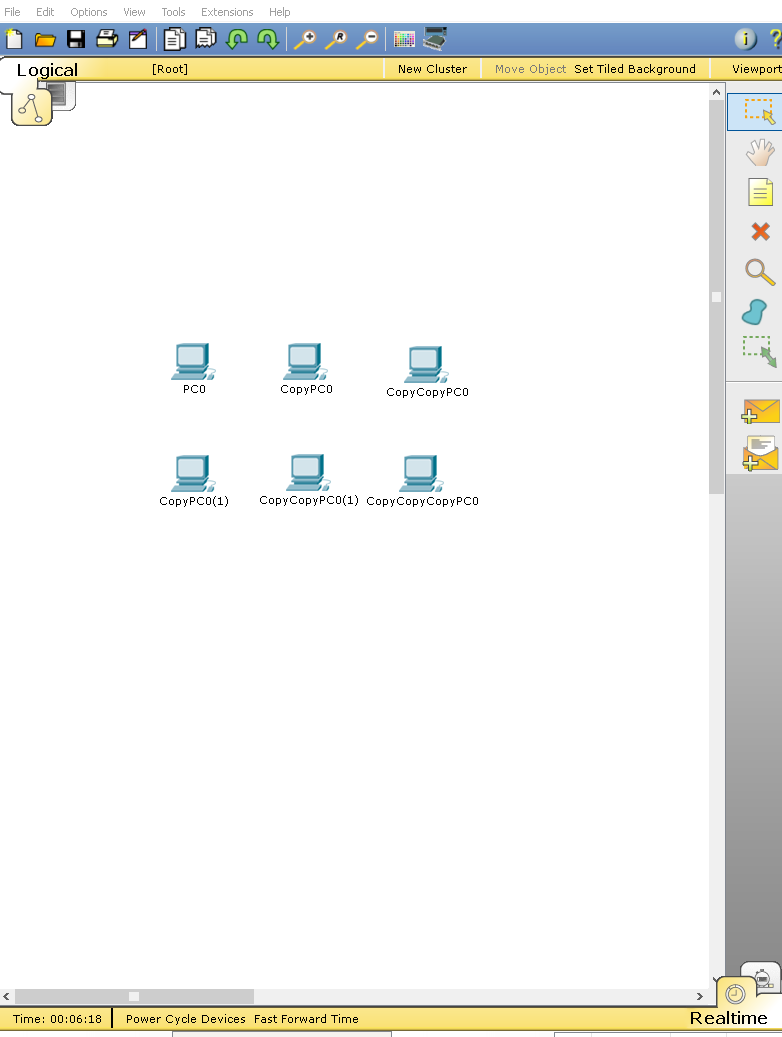 File Edit Options View Tools Extensions Help
Logical [Root] New Cluster Move Object Set Tiled Background Viewport
PC0 CopyPC0 CopyCopyPC0
CopyPC0(1) CopyCopyPC0(1) CopyCopyCopyPC0
Time: 00:06:18 Power Cycle Devices Fast Forward Time Realtime